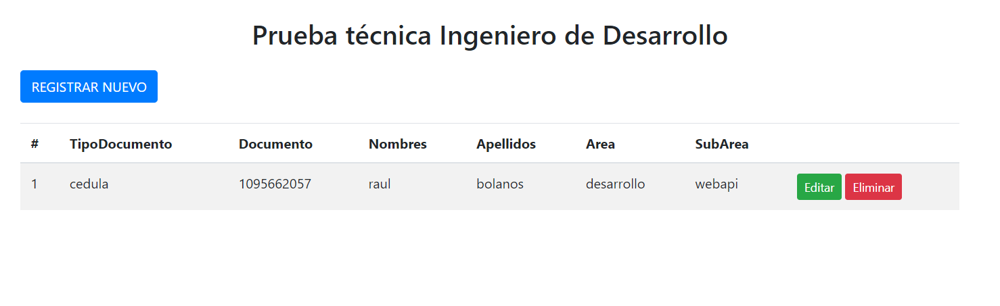 Prueba técnica Ingeniero de Desarrollo
REGISTRAR NUEVO
# TipoDocumento Documento Nombres Apellidos Area SubArea
1 cedula 1095662057 raul bolanos desarrollo webapi Editar Eliminar